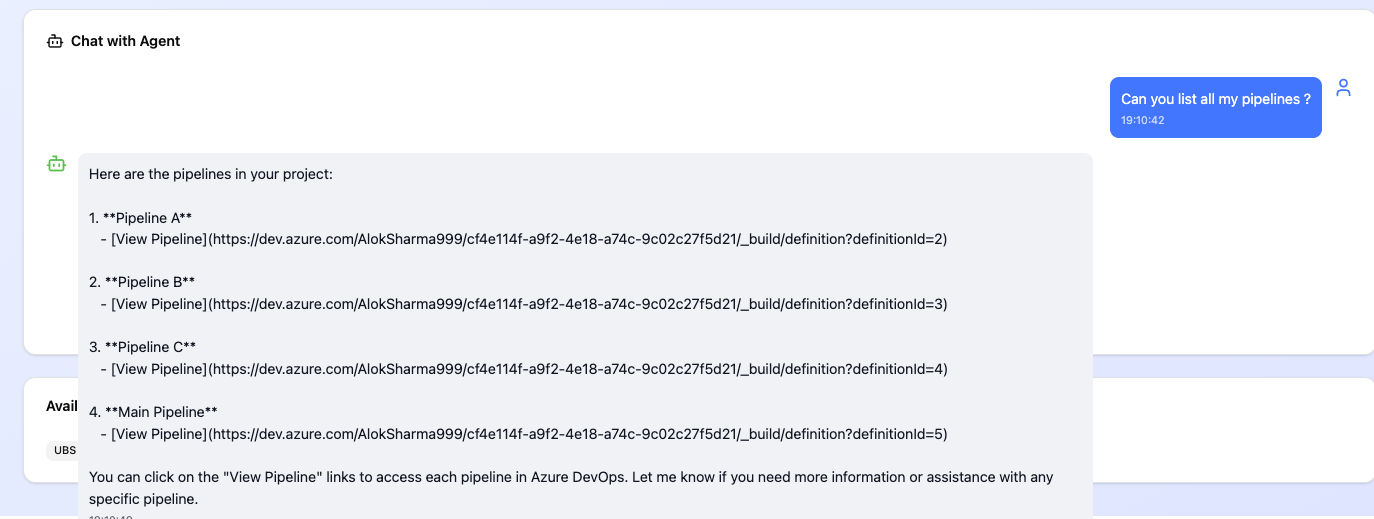 Chat with Agent
Can you list all my pipelines ?
19:10:42
Here are the pipelines in your project:
1. **Pipeline A**
- [View Pipeline](https://dev.azure.com/AlokSharma999/cf4e114f-a9f2-4e18-a74c-9c02c27f5d21/_build/definition?definitionId=2)
2. **Pipeline B**
- [View Pipeline](https://dev.azure.com/AlokSharma999/cf4e114f-a9f2-4e18-a74c-9c02c27f5d21/_build/definition?definitionId=3)
3. **Pipeline C**
- [View Pipeline](https://dev.azure.com/AlokSharma999/cf4e114f-a9f2-4e18-a74c-9c02c27f5d21/_build/definition?definitionId=4)
4. **Main Pipeline**
- [View Pipeline](https://dev.azure.com/AlokSharma999/cf4e114f-a9f2-4e18-a74c-9c02c27f5d21/_build/definition?definitionId=5)
You can click on the "View Pipeline" links to access each pipeline in Azure DevOps. Let me know if you need more information or assistance with any
specific pipeline.
Avail
UBS